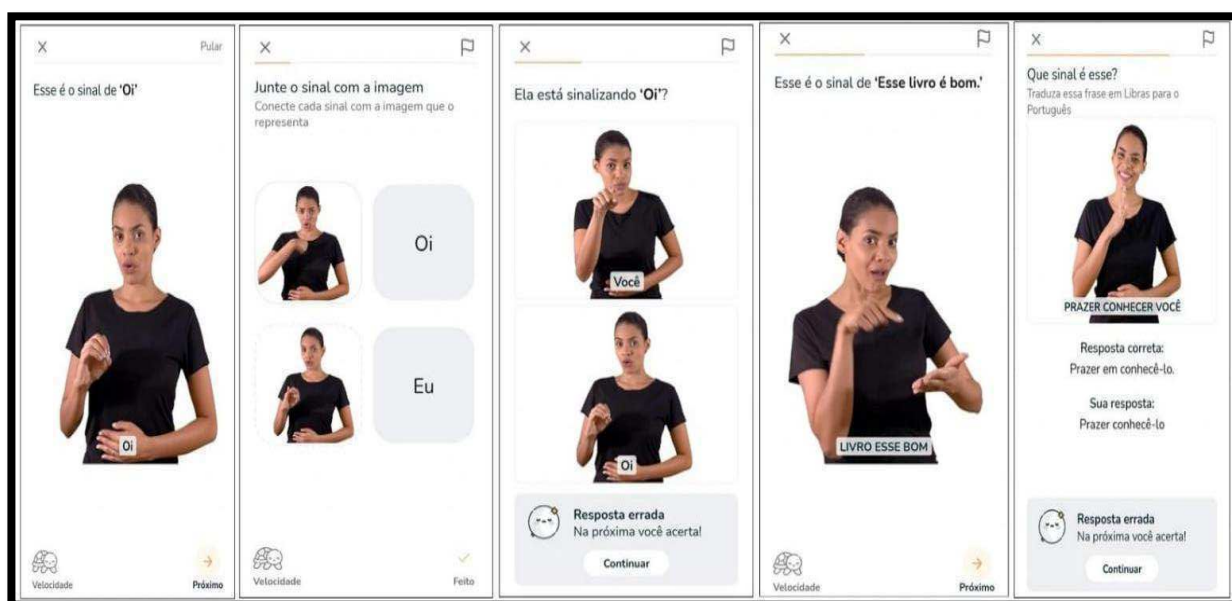 Pular
Esse é o sinal de 'Oi'
Oi
Velocidade
Próximo
Junte o sinal com a imagem
Conecte cada sinal com a imagem que o
representa
Oi
Eu
Velocidade
Feito
Ela está sinalizando 'Oi'?
Você
Oi
Resposta errada
Na próxima você acerta!
Continuar
Esse é o sinal de 'Esse livro é bom.'
LIVRO ESSE BOM
Velocidade
Próximo
Que sinal é esse?
Traduza essa frase em Libras para o
Português
PRAZER CONHECER VOCÊ
Resposta correta:
Prazer em conhecê-lo.
Sua resposta:
Prazer conhecê-lo
Resposta errada
Na próxima você acerta!
Continuar